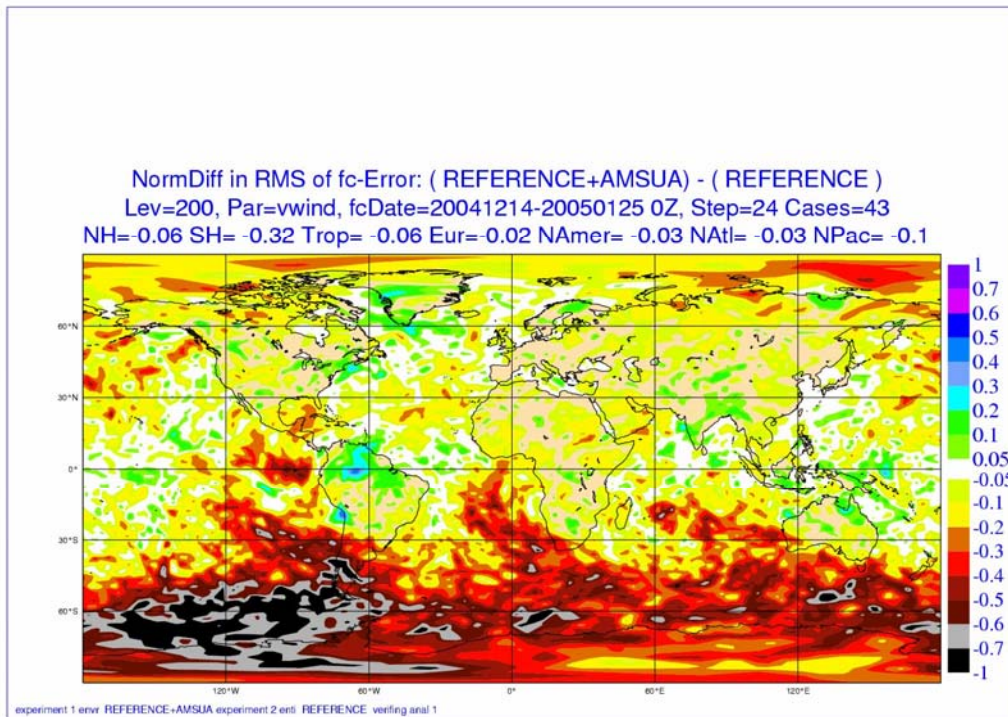 NormDiff in RMS of fc-Error: ( REFERENCE+AMSUA) - ( REFERENCE )
Lev=200, Par=vwind, fcDate=20041214-20050125 0Z, Step=24 Cases=43
NH=-0.06 SH= -0.32 Trop= -0.06 Eur=-0.02 NAmer= -0.03 NAtl= -0.03 NPac= -0.1
1
0.7
0.6
0.5
0.4
0.3
0.2
0.1
0.05
-0.05
-0.1
-0.2
-0.3
-0.4
-0.5
-0.6
-0.7
-1
60°N
30°N
0°
30°S
60°S
120°W
60°W
0°
60°E
120°E
experiment 1 envr REFERENCE+AMSUA experiment 2 enti REFERENCE verifing anal 1